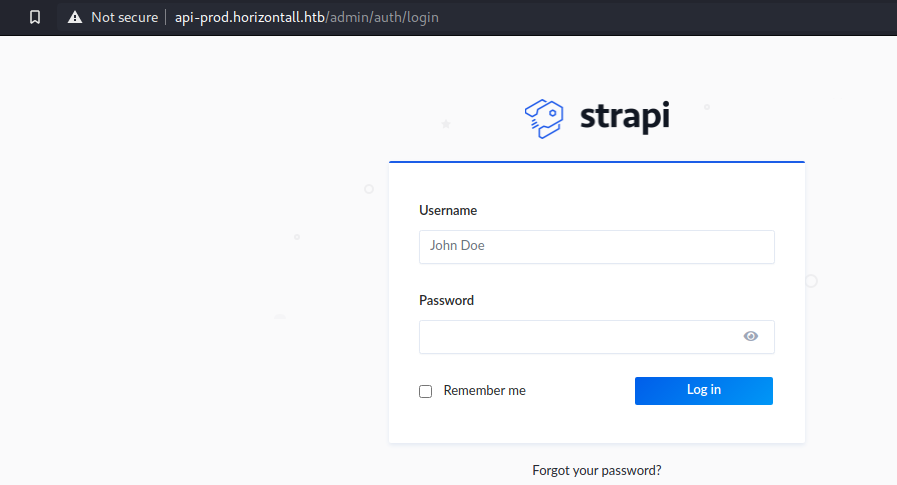 Not secure api-prod.horizontall.htb/admin/auth/login
strapi
Username
John Doe
Password
Remember me
Log in
Forgot your password?